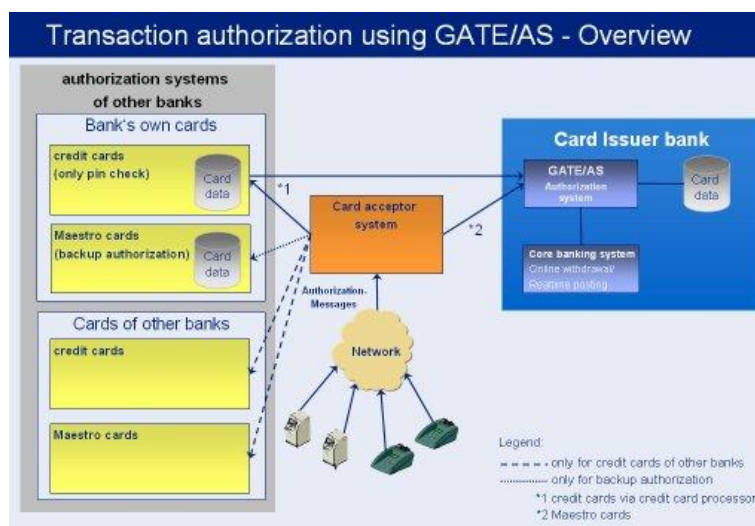 Transaction authorization using GATE/AS - Overview
authorization systems
of other banks
Bank's own cards
credit cards
(only pin check)
Card
data
Maestro cards
(backup authorization)
Card
data
Cards of other banks
credit cards
Maestro cards
*1
Card acceptor
system
*2
Authorization-
Messages
Network
Card Issuer bank
GATE/AS
Authorization
system
Card
data
Core banking system
Online withdrawal/
Realtime posting
Legend:
only for credit cards of other banks
only for backup authorization
*1 credit cards via credit card processor
*2 Maestro cards